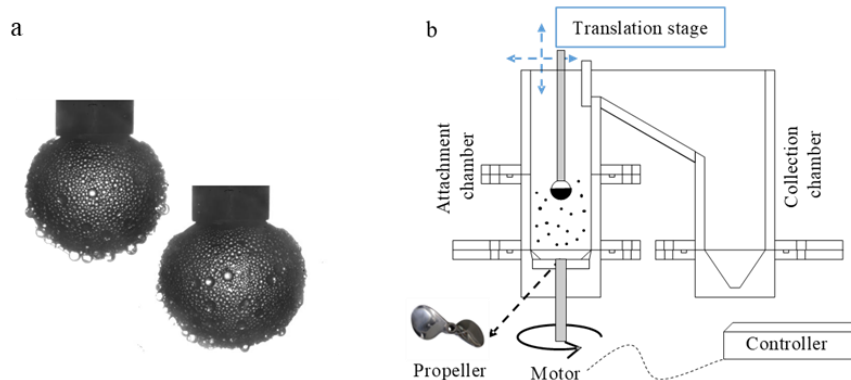 a
b
Translation stage
Attachment
chamber
Collection
chamber
Propeller
Motor
Controller